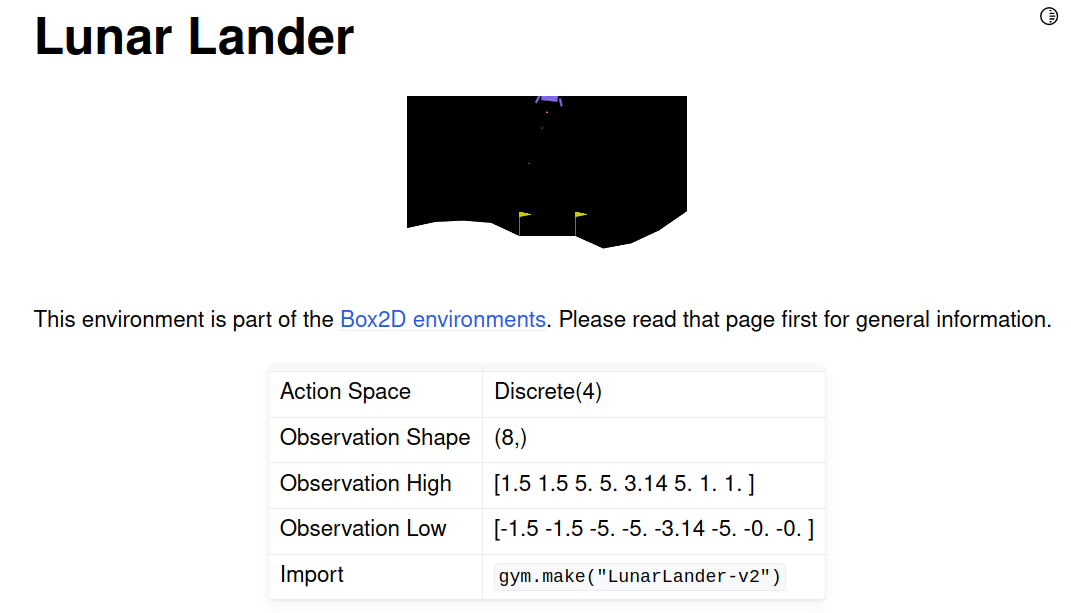 Lunar Lander
This environment is part of the Box2D environments. Please read that page first for general information.
Action Space Discrete(4)
Observation Shape (8,)
Observation High [1.5 1.5 5. 5. 3.14 5. 1. 1. ]
Observation Low [-1.5 -1.5 -5. -5. -3.14 -5. -0. -0. ]
Import gym.make("LunarLander-v2")